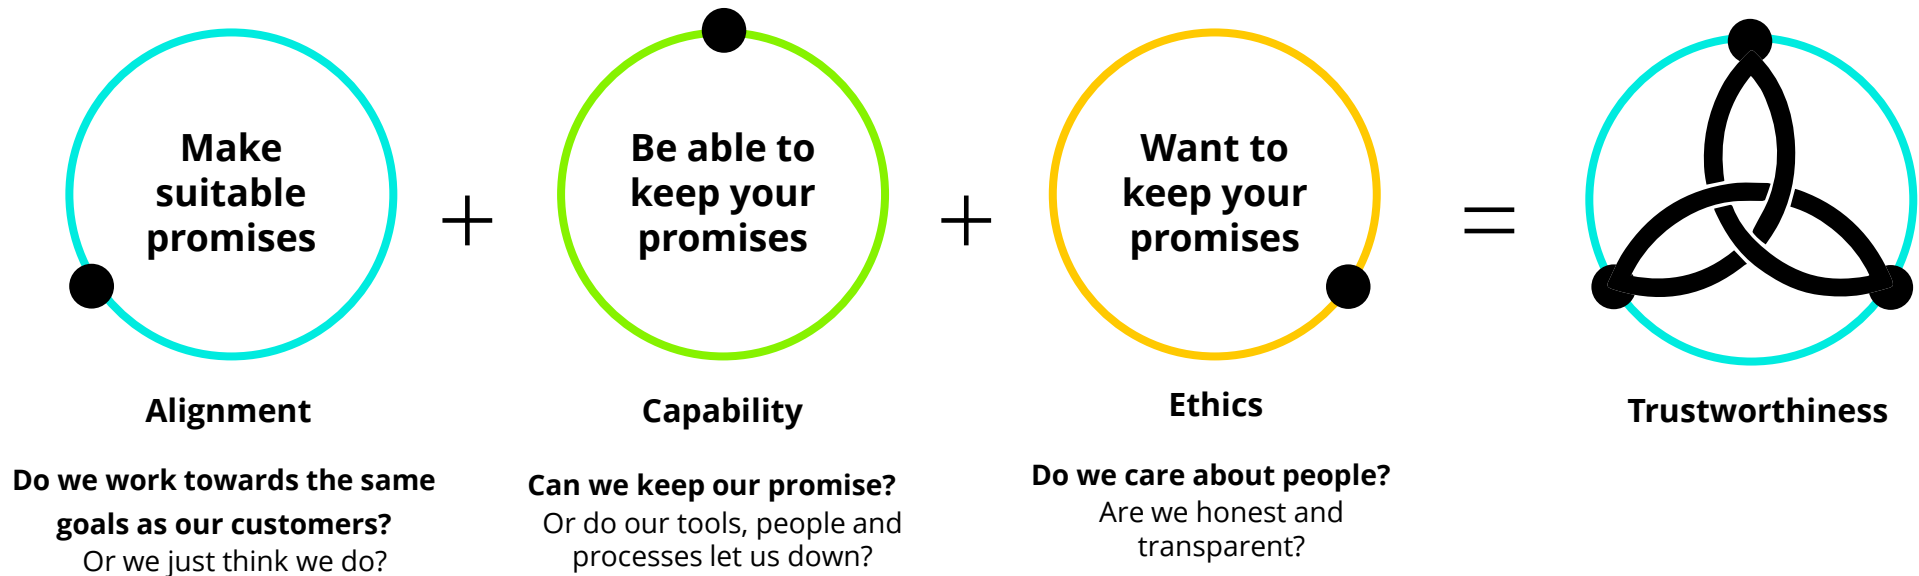 Make
suitable
promises
+
Be able to
keep your
promises
+
Want to
keep your
promises
=
Alignment
Capability
Ethics
Trustworthiness
Do we work towards the same
goals as our customers?
Or we just think we do?
Can we keep our promise?
Or do our tools, people and
processes let us down?
Do we care about people?
Are we honest and
transparent?